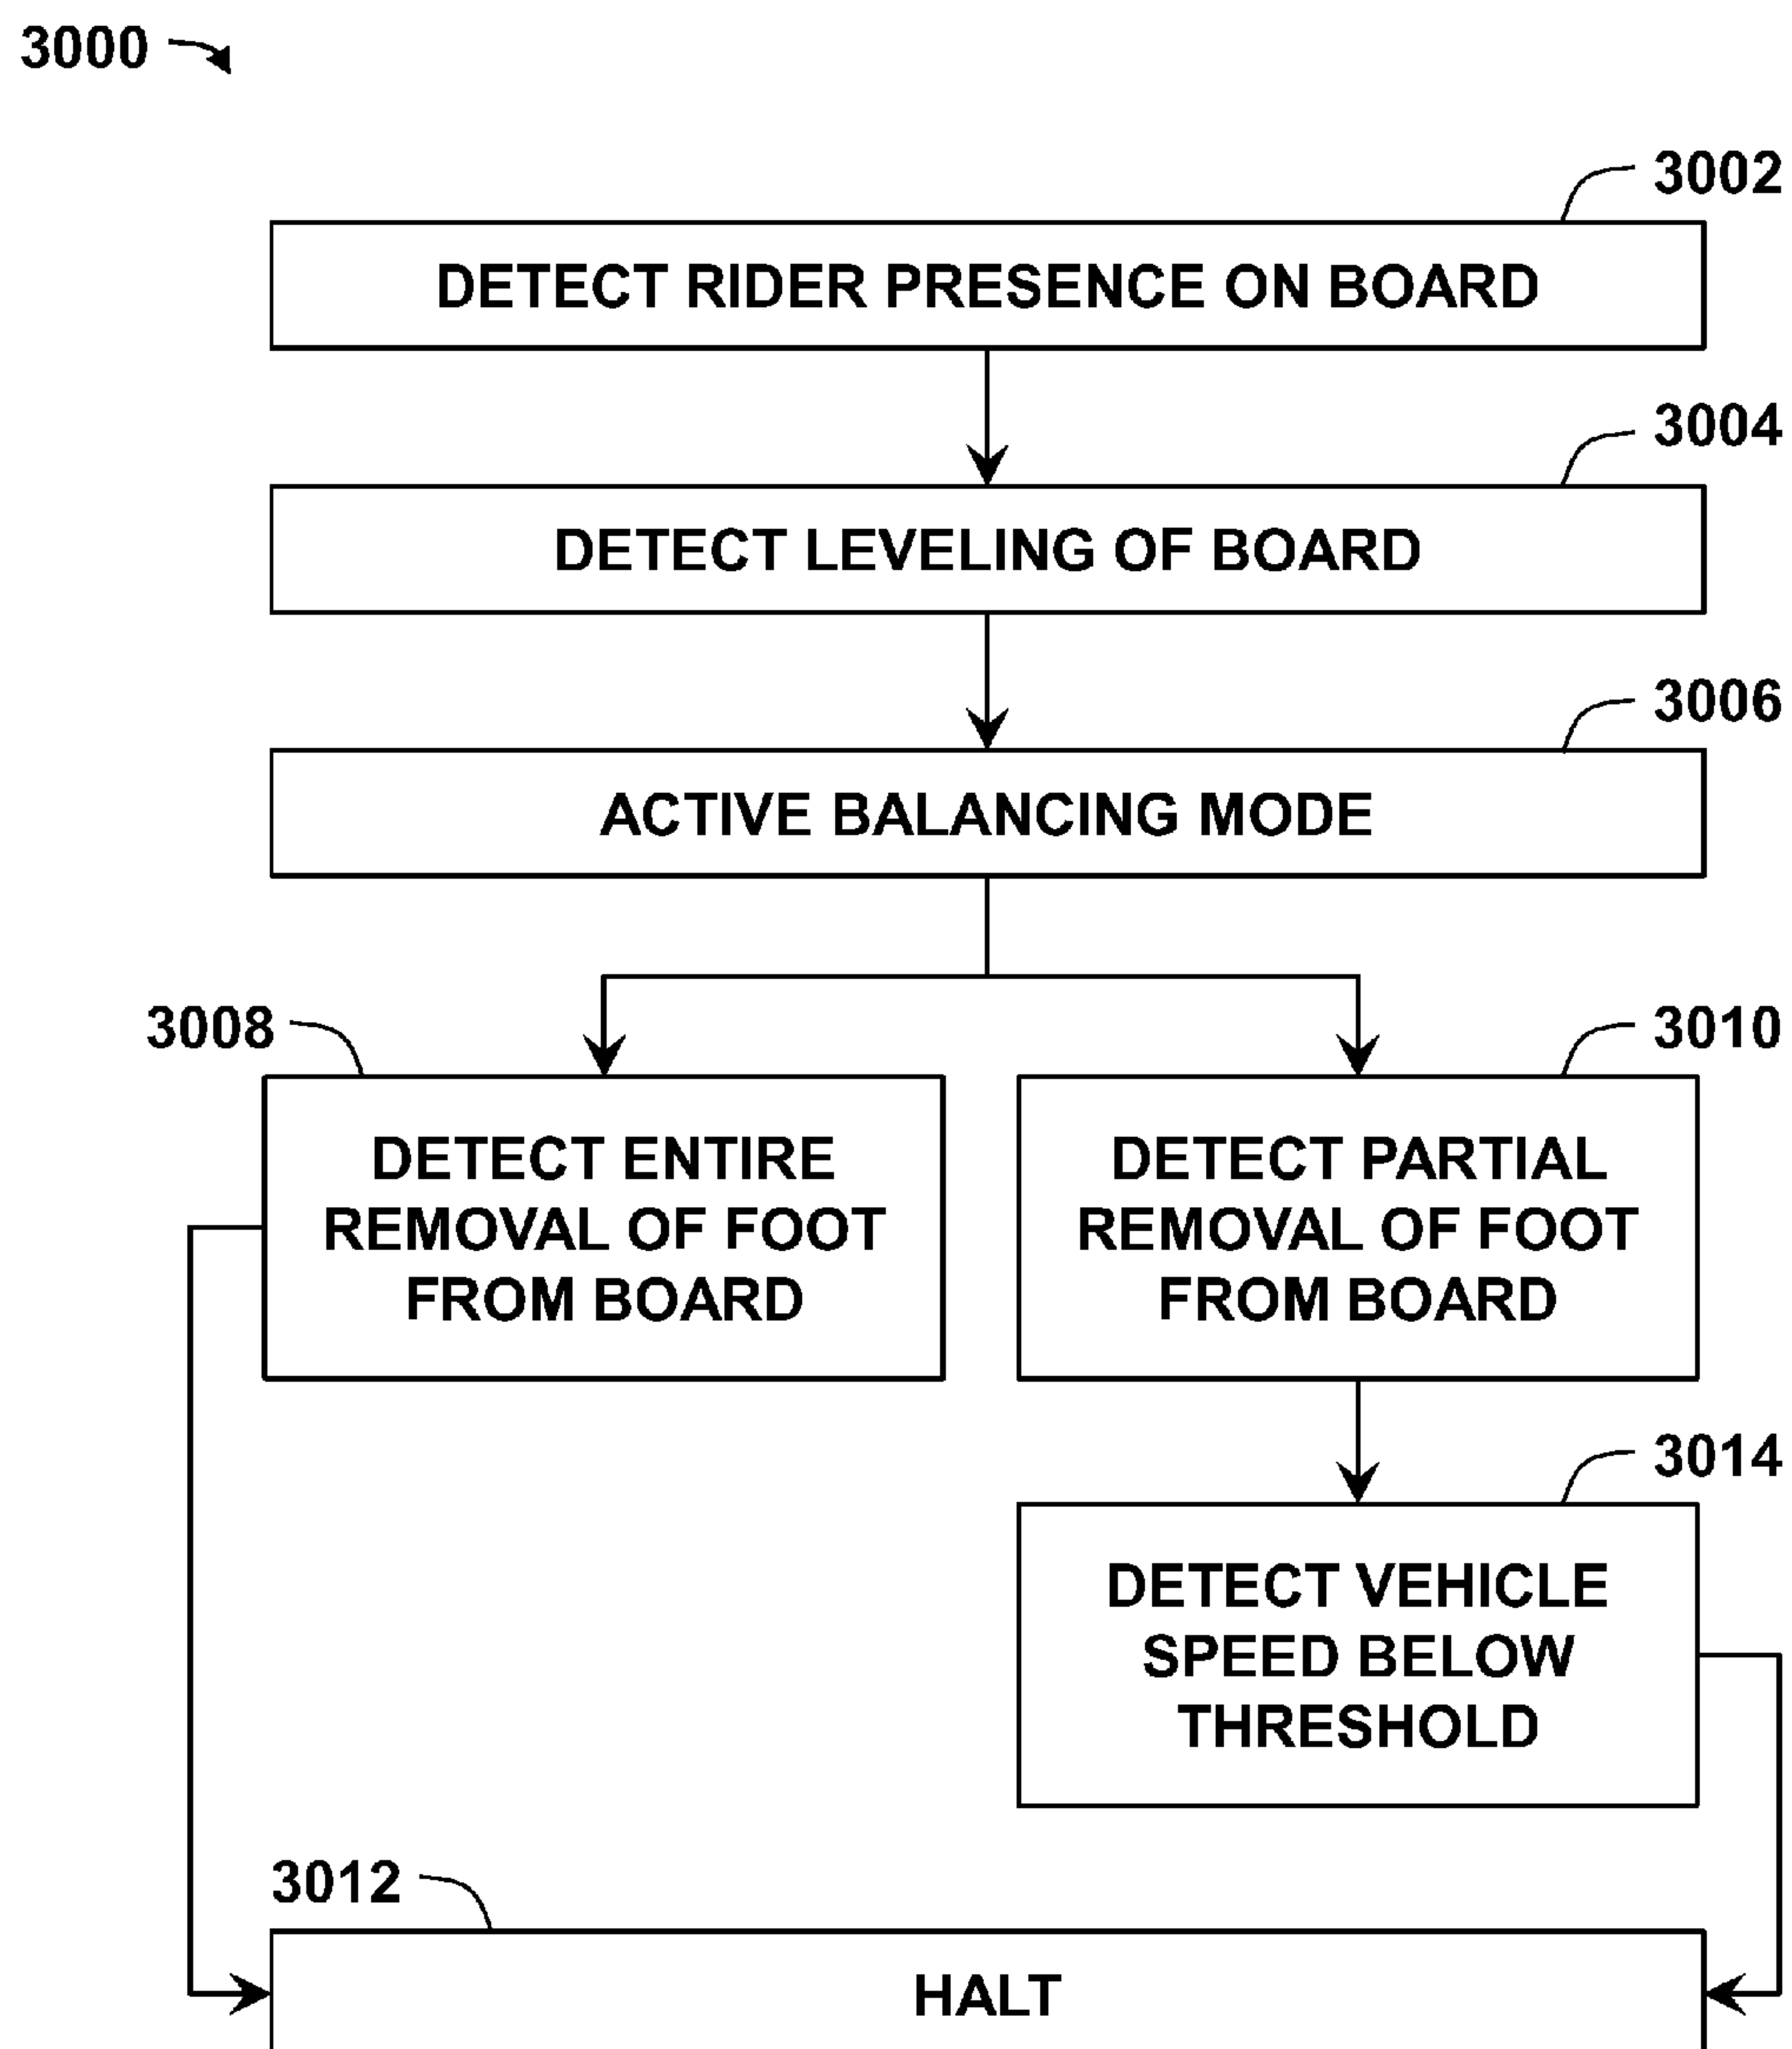 3000
3002
DETECT RIDER PRESENCE ON BOARD
3004
DETECT LEVELING OF BOARD
3006
ACTIVE BALANCING MODE
3008
DETECT ENTIRE
REMOVAL OF FOOT
FROM BOARD
3010
DETECT PARTIAL
REMOVAL OF FOOT
FROM BOARD
3014
DETECT VEHICLE
SPEED BELOW
THRESHOLD
3012
HALT